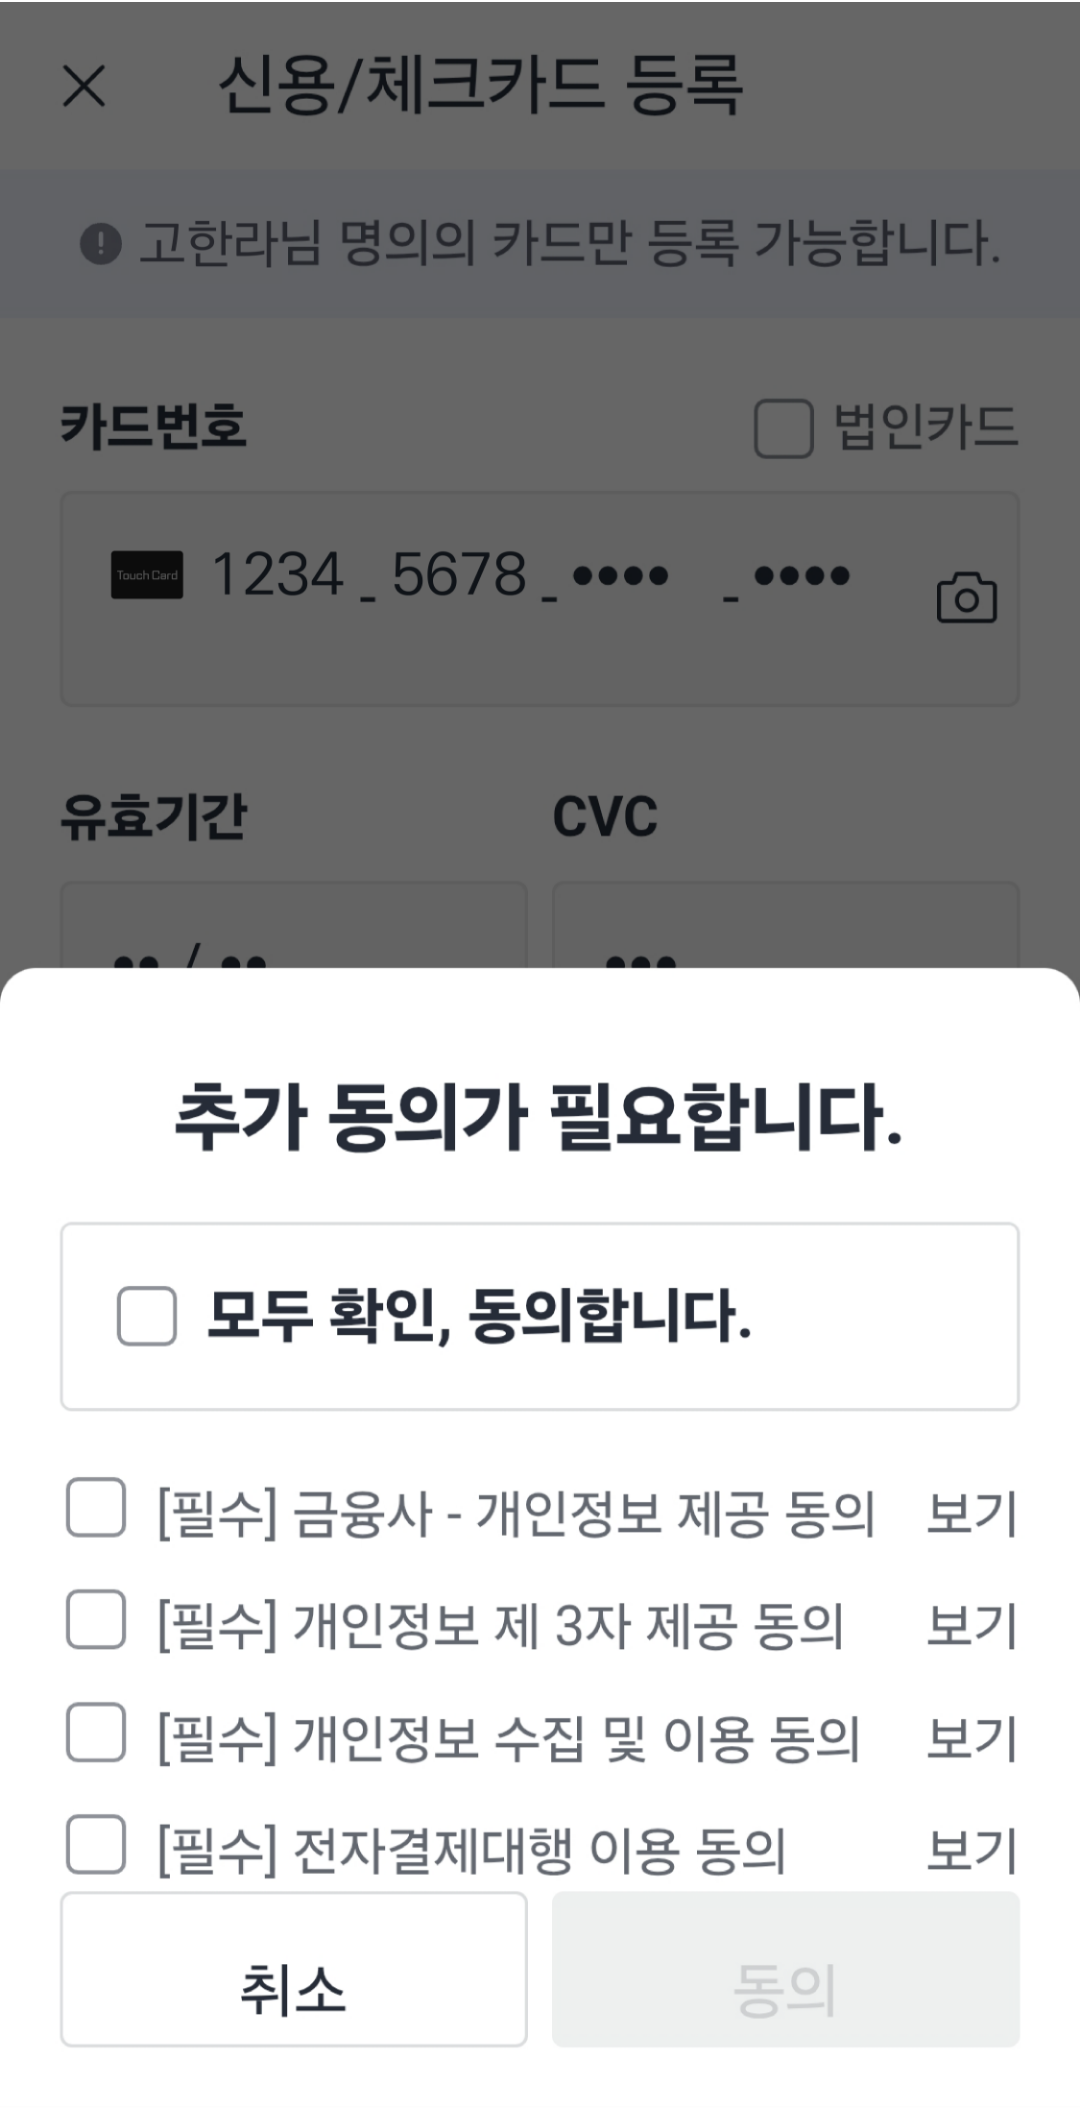 신용/체크카드 등록
고한라님 명의의 카드만 등록 가능합니다.
카드번호 법인카드
Touch Card 1234 - 5678 - •••• - ••••
유효기간 CVC
•• / •• •••
추가 동의가 필요합니다.
모두 확인, 동의합니다.
[필수] 금융사 - 개인정보 제공 동의 보기
[필수] 개인정보 제 3자 제공 동의 보기
[필수] 개인정보 수집 및 이용 동의 보기
[필수] 전자결제대행 이용 동의 보기
취소 동의